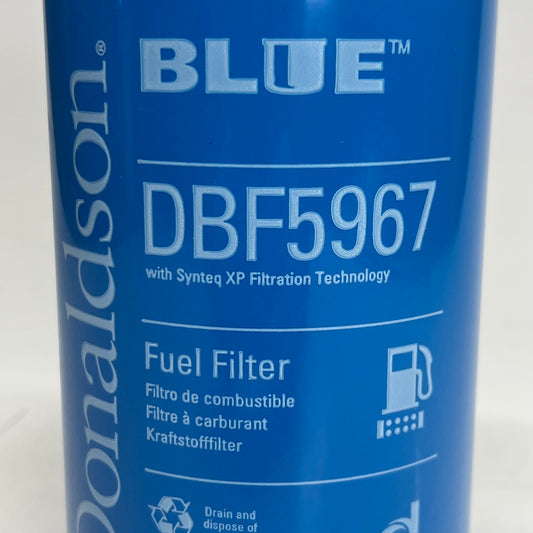 Donaldson®
BLUE™
DBF5967
with Synteq XP Filtration Technology
Fuel Filter
Filtro de combustible
Filtre à carburant
Kraftstofffilter
Drain and
dispose of